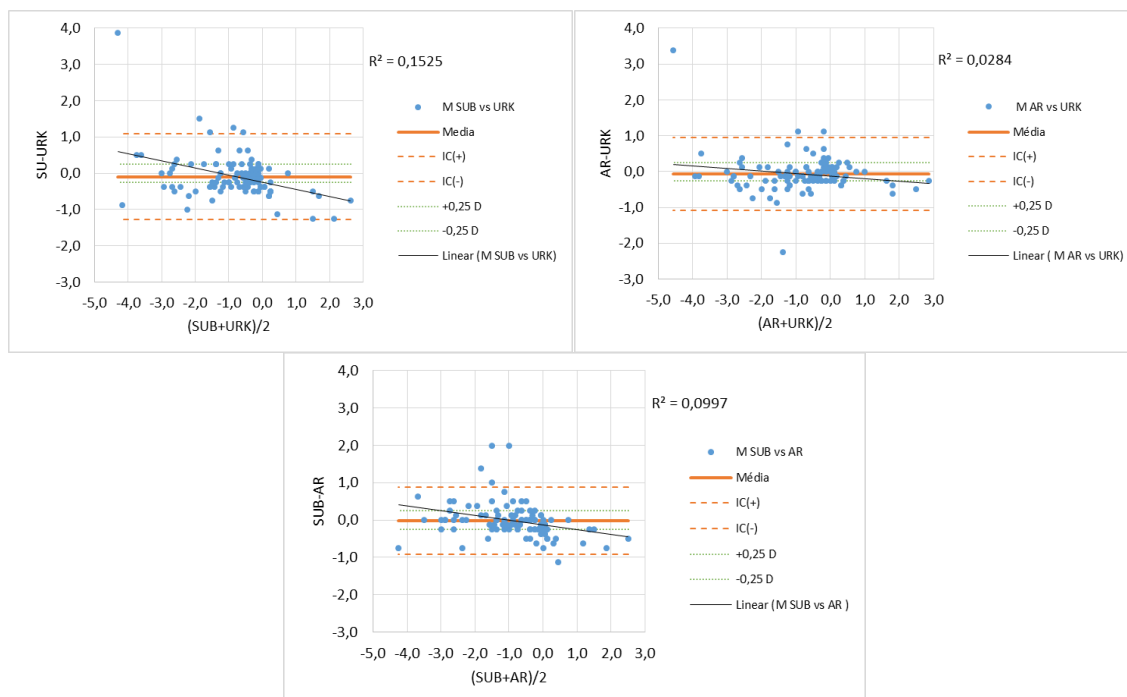 4,0
3,0
2,0
1,0
0,0
-1,0
-2,0
-3,0
SU-URK
-5,0 -4,0 -3,0 -2,0 -1,0 0,0 1,0 2,0 3,0
(SUB+URK)/2
R² = 0,1525
M SUB vs URK
Media
IC(+)
IC(-)
+0,25 D
-0,25 D
Linear (M SUB vs URK)
4,0
3,0
2,0
1,0
0,0
-1,0
-2,0
-3,0
AR-URK
-5,0 -4,0 -3,0 -2,0 -1,0 0,0 1,0 2,0 3,0
(AR+URK)/2
R² = 0,0284
M AR vs URK
Média
IC(+)
IC(-)
+0,25 D
-0,25 D
Linear ( M AR vs URK)
4,0
3,0
2,0
1,0
0,0
-1,0
-2,0
-3,0
SUB-AR
-5,0 -4,0 -3,0 -2,0 -1,0 0,0 1,0 2,0 3,0
(SUB+AR)/2
R² = 0,0997
M SUB vs AR
Média
IC(+)
IC(-)
+0,25 D
-0,25 D
Linear (M SUB vs AR )